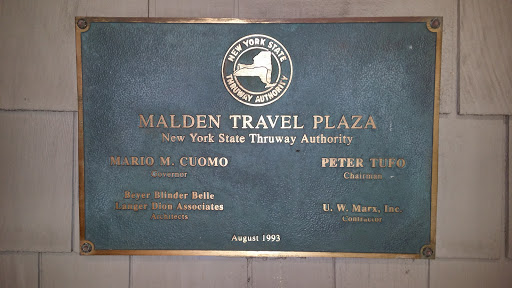 NEW YORK STATE
THRUWAY AUTHORITY
MALDEN TRAVEL PLAZA
New York State Thruway Authority
MARIO M. CUOMO
Governor
PETER TUFO
Chairman
Beyer Blinder Belle
Langer Dion Associates
Architects
U. W. Marx, Inc.
Contractor
August 1993